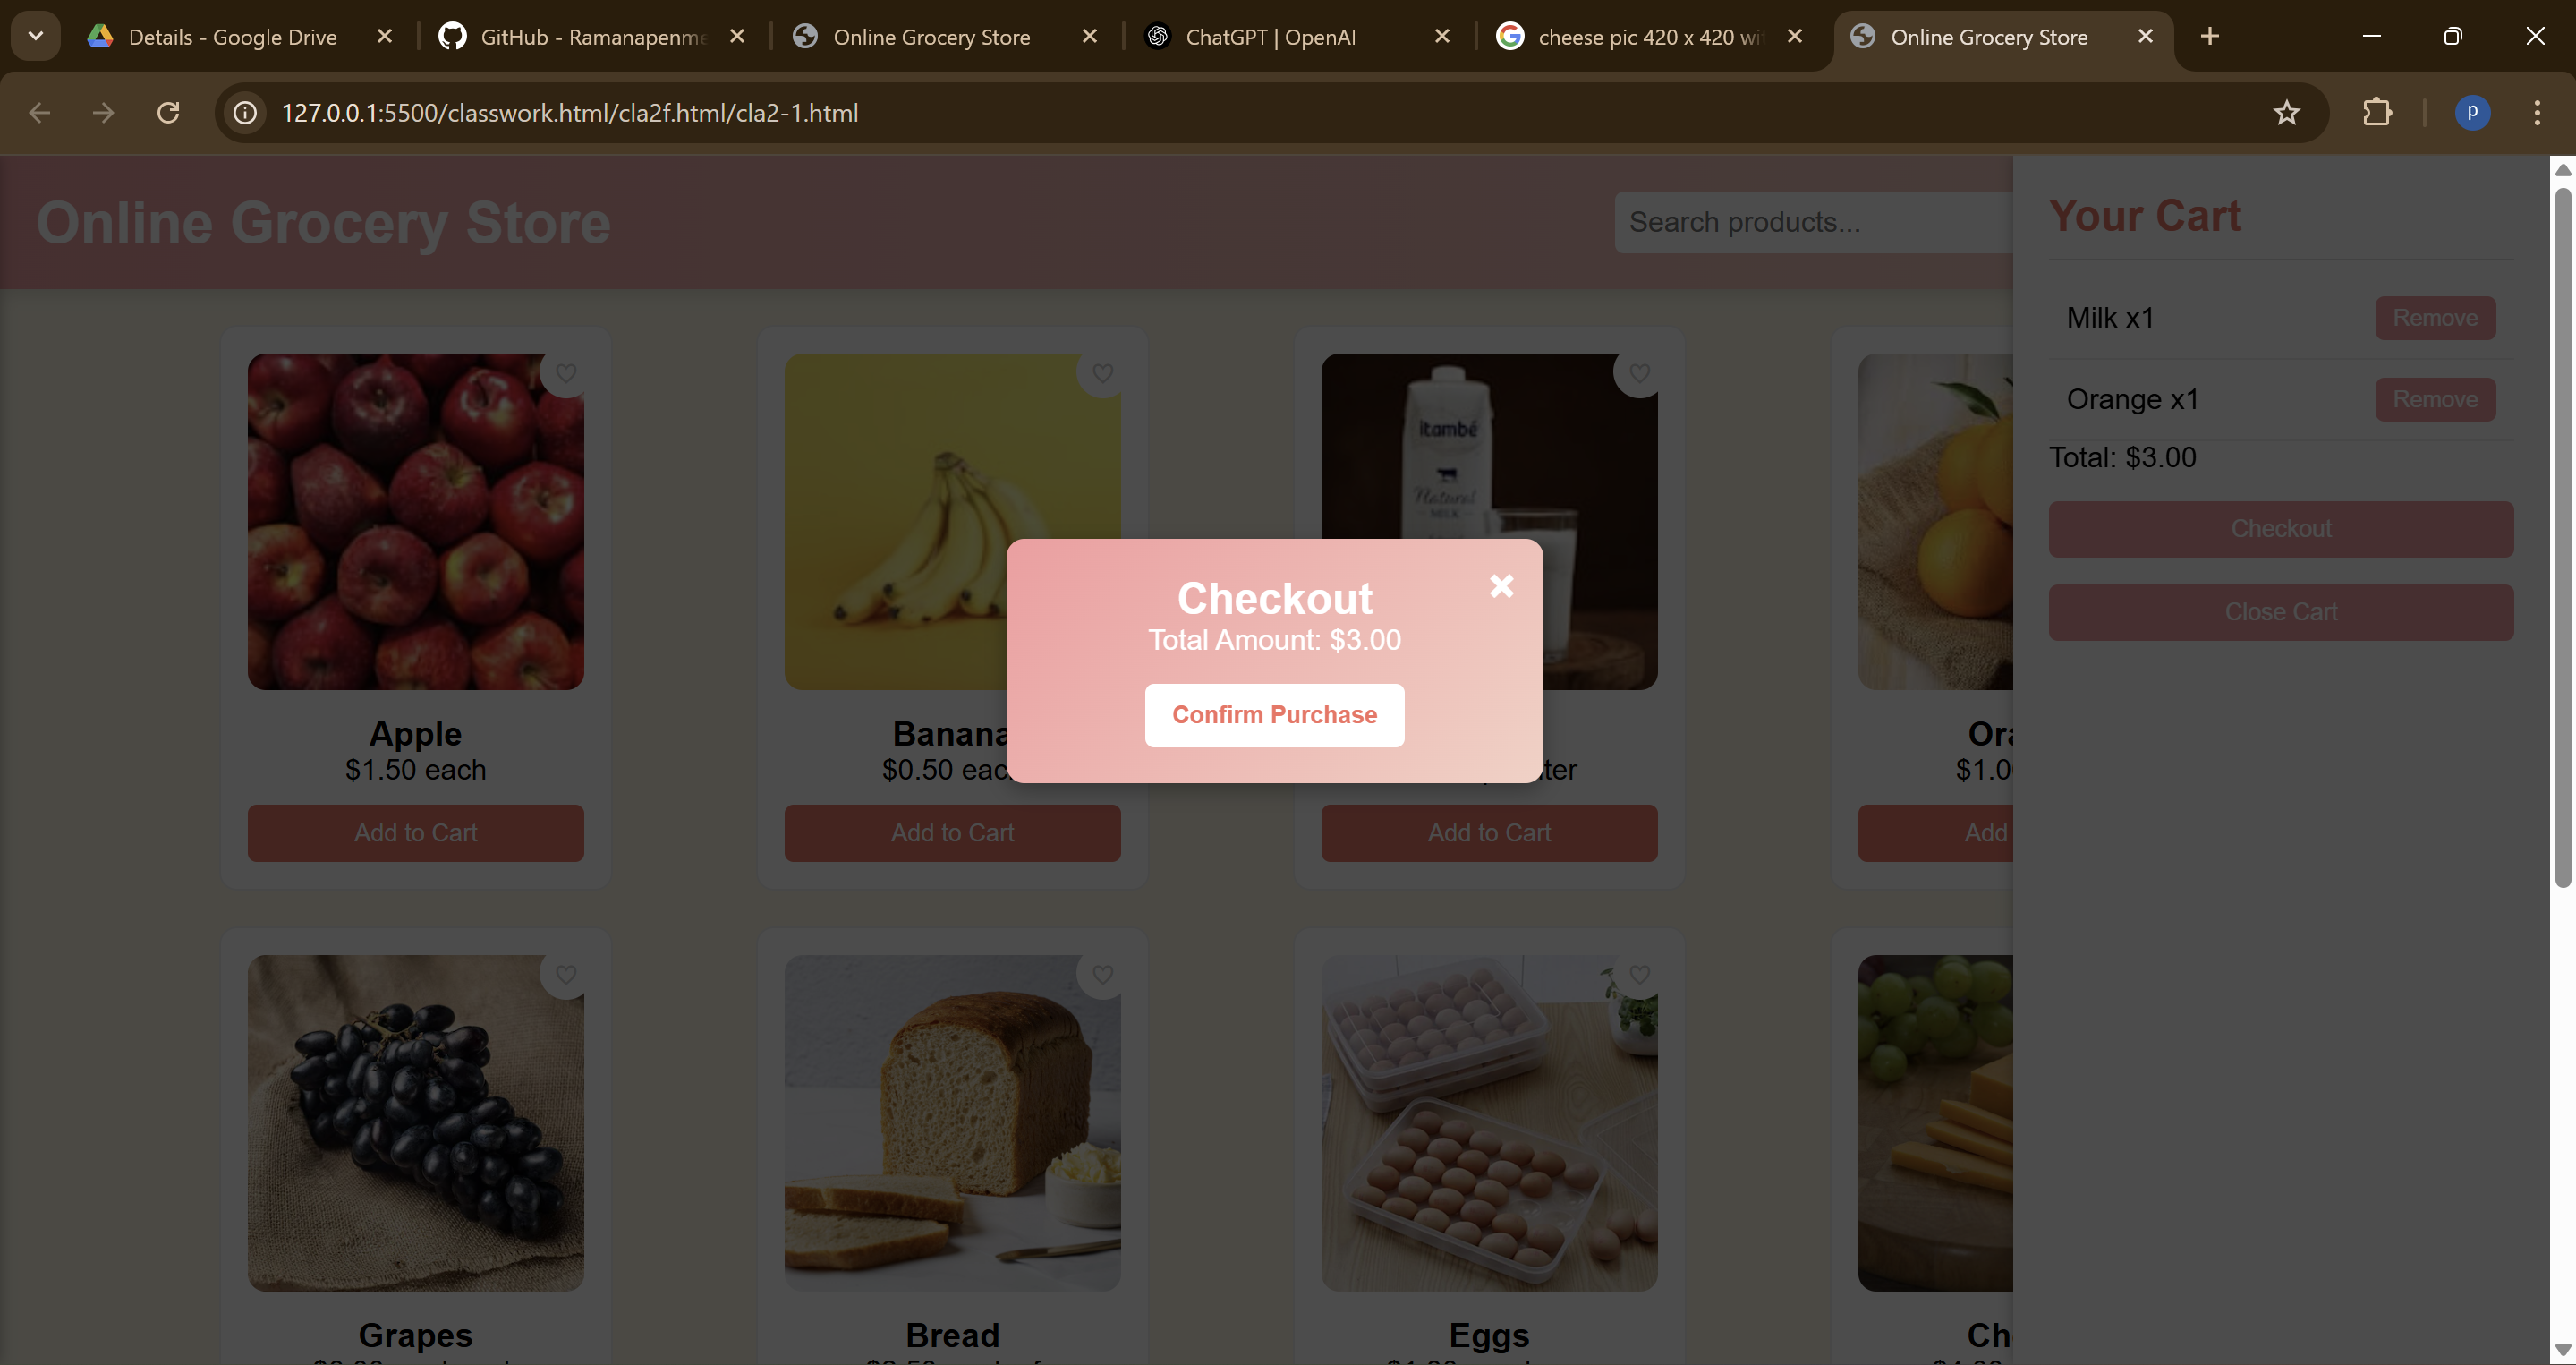 Details - Google Drive
GitHub - Ramanapenme
Online Grocery Store
ChatGPT | OpenAI
cheese pic 420 x 420 wi
Online Grocery Store
127.0.0.1:5500/classwork.html/cla2f.html/cla2-1.html
p
Online Grocery Store
Search products...
Your Cart
Milk x1
Remove
Orange x1
Remove
Total: $3.00
Checkout
Close Cart
itambé
Natural
MILK
Checkout
Total Amount: $3.00
Confirm Purchase
Apple
$1.50 each
Add to Cart
Banana
$0.50 eac
Add to Cart
ter
Add to Cart
Ora
$1.0
Add
Grapes
Bread
Eggs
Ch